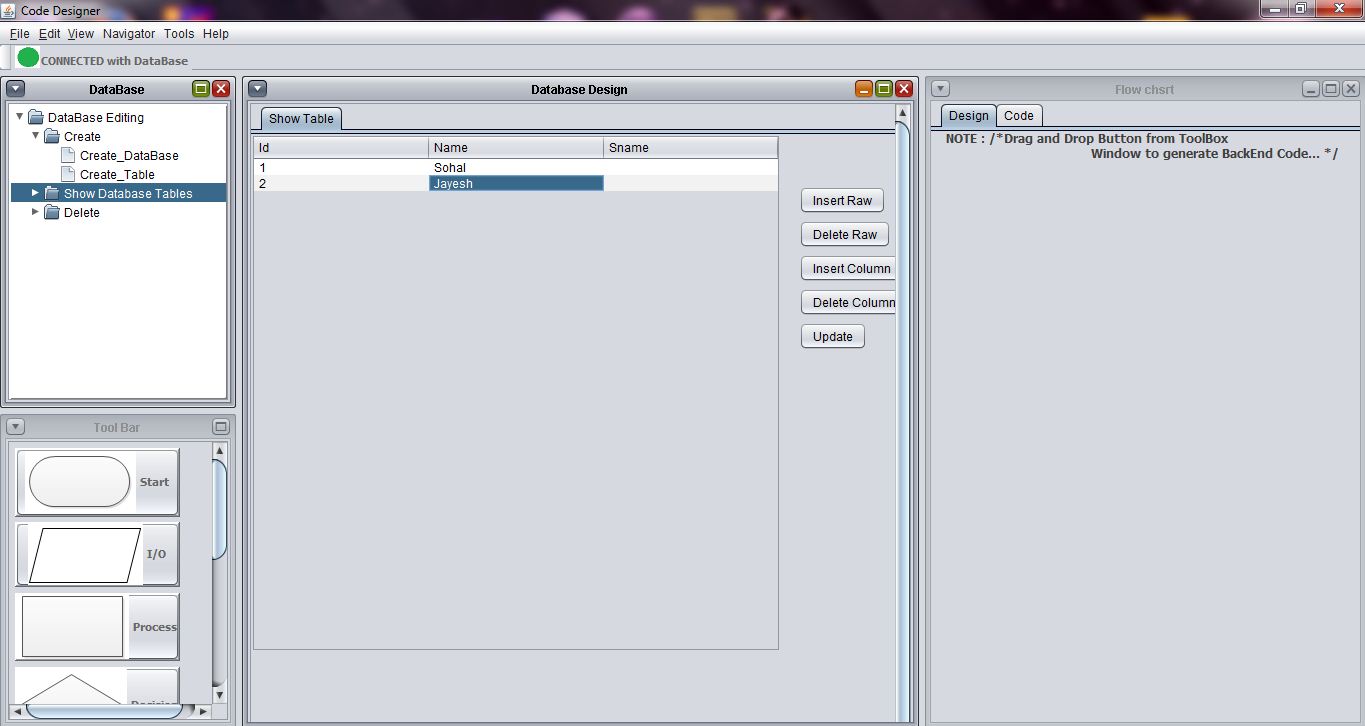 Code Designer
File Edit View Navigator Tools Help
CONNECTED with DataBase
DataBase
DataBase Editing
Create
Create_DataBase
Create_Table
Show Database Tables
Delete
Tool Bar
Start
I/O
Process
Database Design
Show Table
Id Name Sname
1 Sohal
2 Jayesh
Insert Raw
Delete Raw
Insert Column
Delete Column
Update
Flow chsrt
Design Code
NOTE : /*Drag and Drop Button from ToolBox
Window to generate BackEnd Code... */